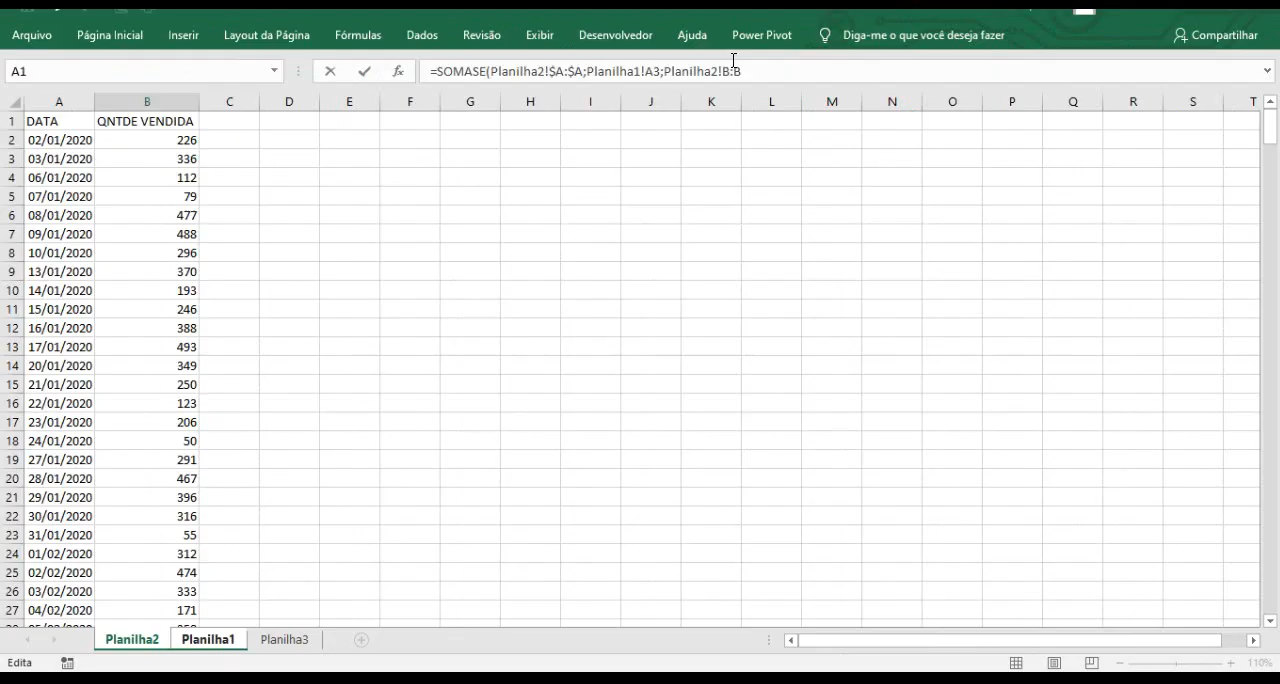 Arquivo Página Inicial Inserir Layout da Página Fórmulas Dados Revisão Exibir Desenvolvedor Ajuda Power Pivot Diga-me o que você deseja fazer Compartilhar
A1 fx =SOMASE(Planilha2!$A:$A;Planilha1!A3;Planilha2!B:B
A B C D E F G H I J K L M N O P Q R S T
1 DATA QNTDE VENDIDA
2 02/01/2020 226
3 03/01/2020 336
4 06/01/2020 112
5 07/01/2020 79
6 08/01/2020 477
7 09/01/2020 488
8 10/01/2020 296
9 13/01/2020 370
10 14/01/2020 193
11 15/01/2020 246
12 16/01/2020 388
13 17/01/2020 493
14 20/01/2020 349
15 21/01/2020 250
16 22/01/2020 123
17 23/01/2020 206
18 24/01/2020 50
19 27/01/2020 291
20 28/01/2020 467
21 29/01/2020 396
22 30/01/2020 316
23 31/01/2020 55
24 01/02/2020 312
25 02/02/2020 474
26 03/02/2020 333
27 04/02/2020 171
Planilha2 Planilha1 Planilha3
Edita 110%